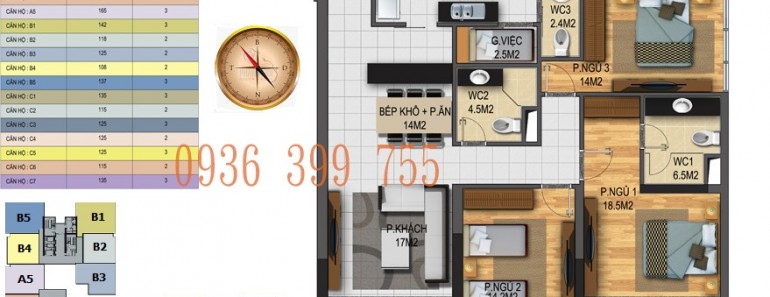 CĂN HỘ : A5 165 3
CĂN HỘ : B1 142 3
CĂN HỘ : B2 118 2
CĂN HỘ : B3 125 2
CĂN HỘ : B4 108 2
CĂN HỘ : B5 137 3
CĂN HỘ : C1 135 3
CĂN HỘ : C2 115 2
CĂN HỘ : C3 125 2
CĂN HỘ : C4 125 2
CĂN HỘ : C5 125 3
CĂN HỘ : C6 115 2
CĂN HỘ : C7 135 3
B
Đ
T
N
WC3
2.4M2
G.VIỆC
2.5M2
P.NGỦ 3
14M2
WC2
4.5M2
BẾP KHÔ + P.ĂN
14M2
WC1
6.5M2
0936 399 755
P.NGỦ 1
18.5M2
P.KHÁCH
17M2
P.NGỦ 2
14.2M2
B5
B1
B4
B2
A5
B3